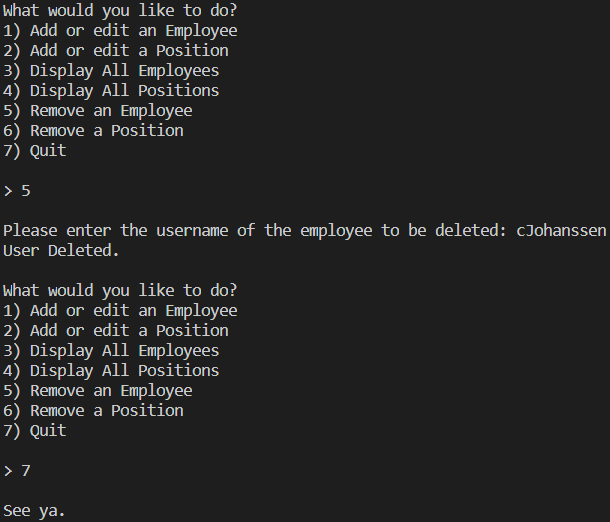 What would you like to do?
1) Add or edit an Employee
2) Add or edit a Position
3) Display All Employees
4) Display All Positions
5) Remove an Employee
6) Remove a Position
7) Quit
> 5
Please enter the username of the employee to be deleted: cJohanssen
User Deleted.
What would you like to do?
1) Add or edit an Employee
2) Add or edit a Position
3) Display All Employees
4) Display All Positions
5) Remove an Employee
6) Remove a Position
7) Quit
> 7
See ya.